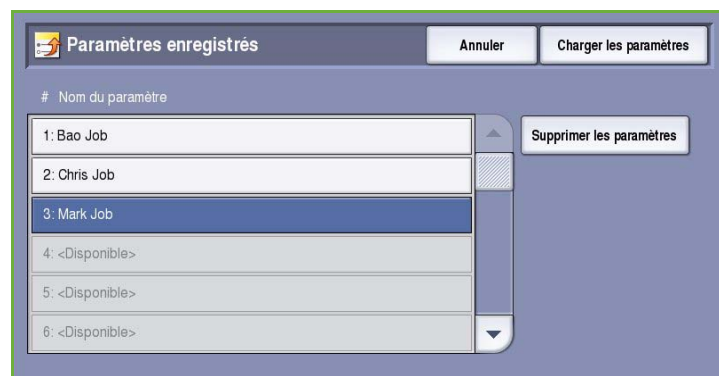 Paramètres enregistrés
Annuler
Charger les paramètres
# Nom du paramètre
1: Bao Job
Supprimer les paramètres
2: Chris Job
3: Mark Job
4: <Disponible>
5: <Disponible>
6: <Disponible>